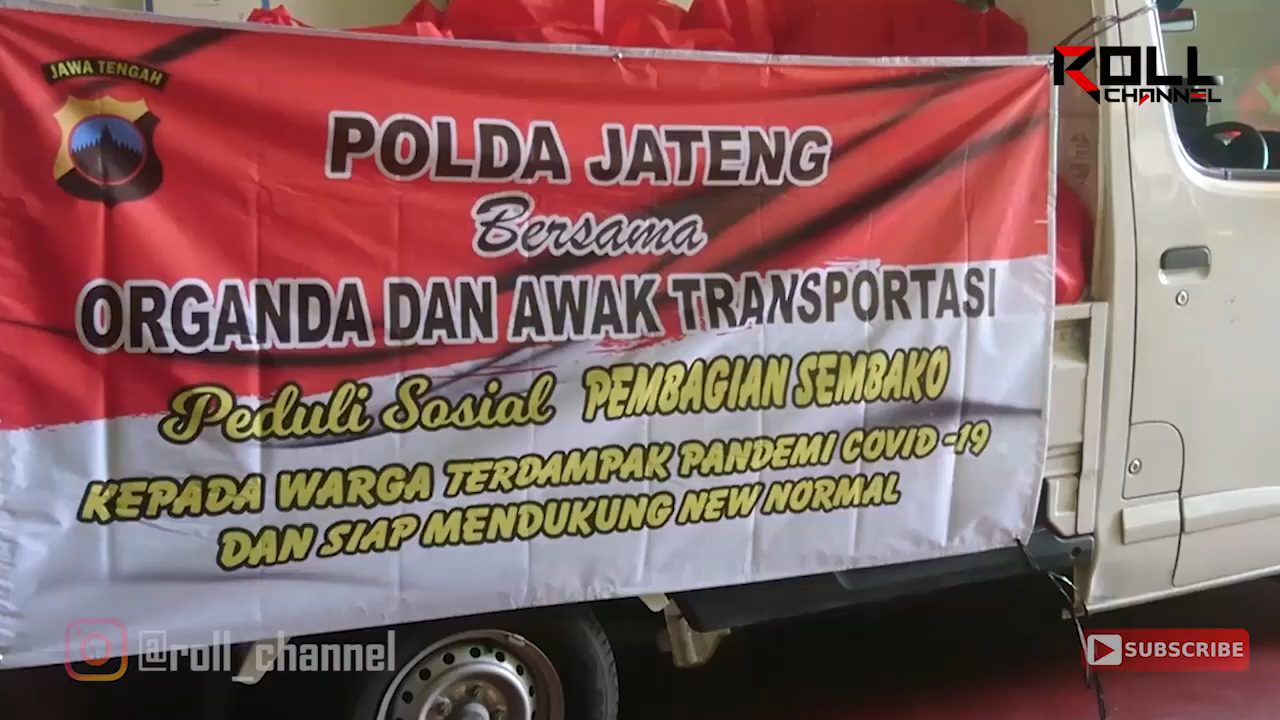 ROLL
CHANNEL
JAWA TENGAH
POLDA JATENG
Bersama
ORGANDA DAN AWAK TRANSPORTASI
Peduli Sosial PEMBAGIAN SEMBAKO
KEPADA WARGA TERDAMPAK PANDEMI COVID -19
DAN SIAP MENDUKUNG NEW NORMAL
@roll_channel
SUBSCRIBE